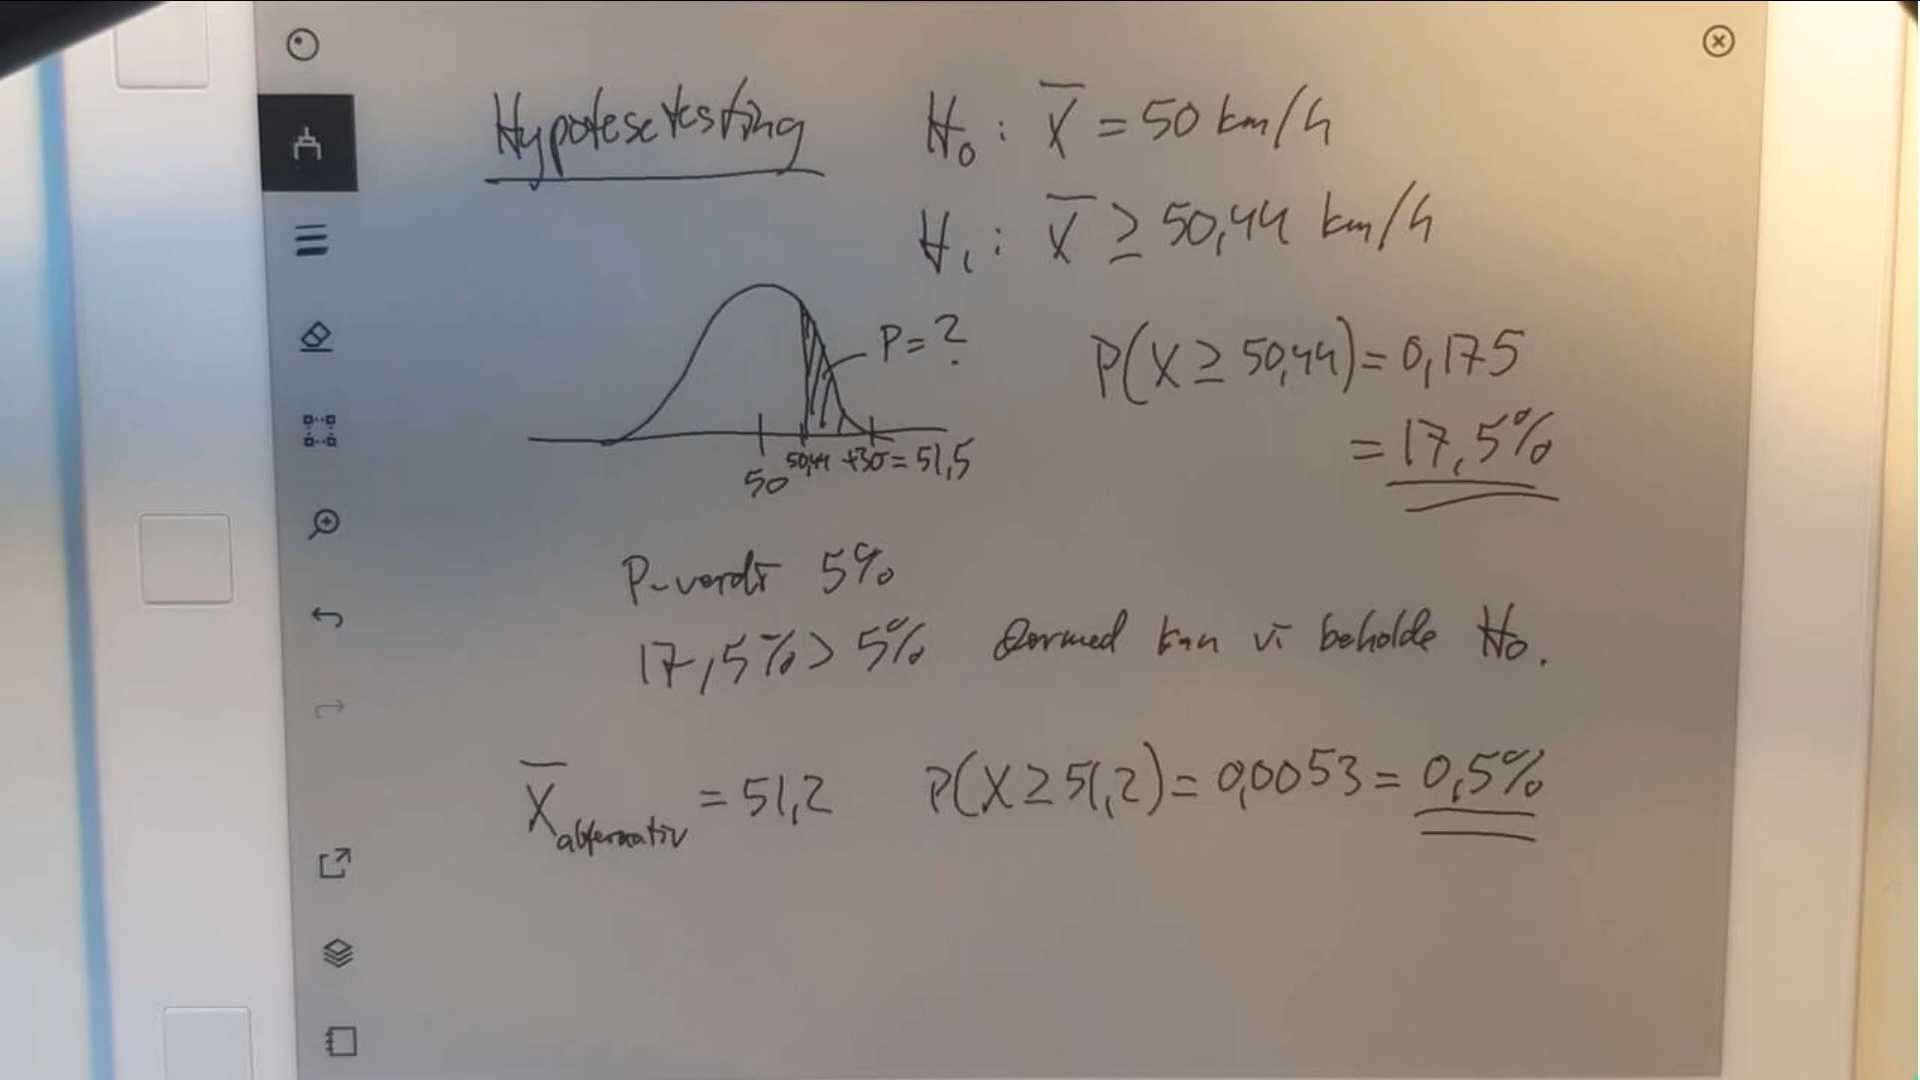 Hypotesetesting
H₀ : X̅ = 50 km/h
H₁ : X̅ ≥ 50,44 km/h
P = ?
50 50,44 +3σ = 51,5
P(X ≥ 50,44) = 0,175
= 17,5%
P-verdi 5%
17,5% > 5% Dermed kan vi beholde H₀.
X̅ alternativ = 51,2 P(X ≥ 51,2) = 0,0053 = 0,5%